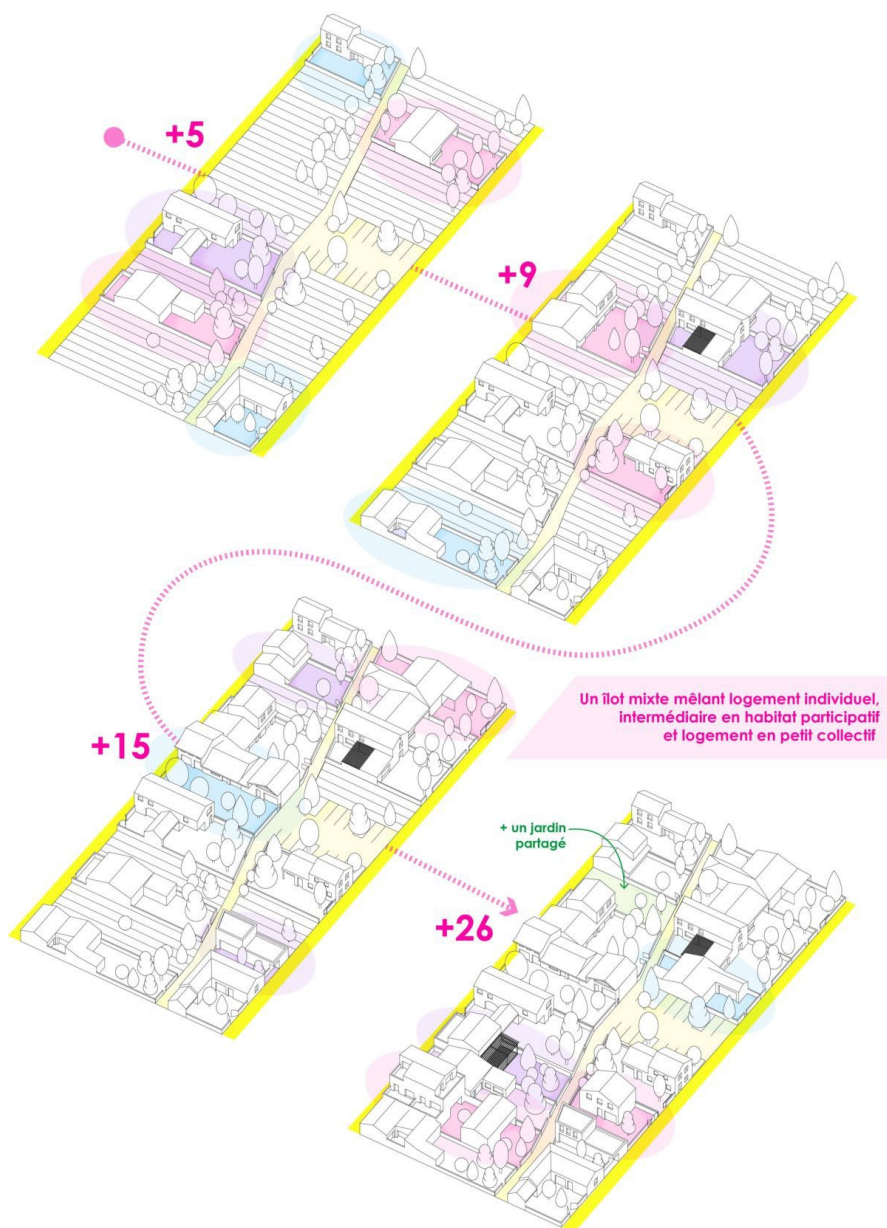 +5
+9
+15
Un îlot mixte mêlant logement individuel,
intermédiaire en habitat participatif
et logement en petit collectif
+ un jardin
partagé
+26